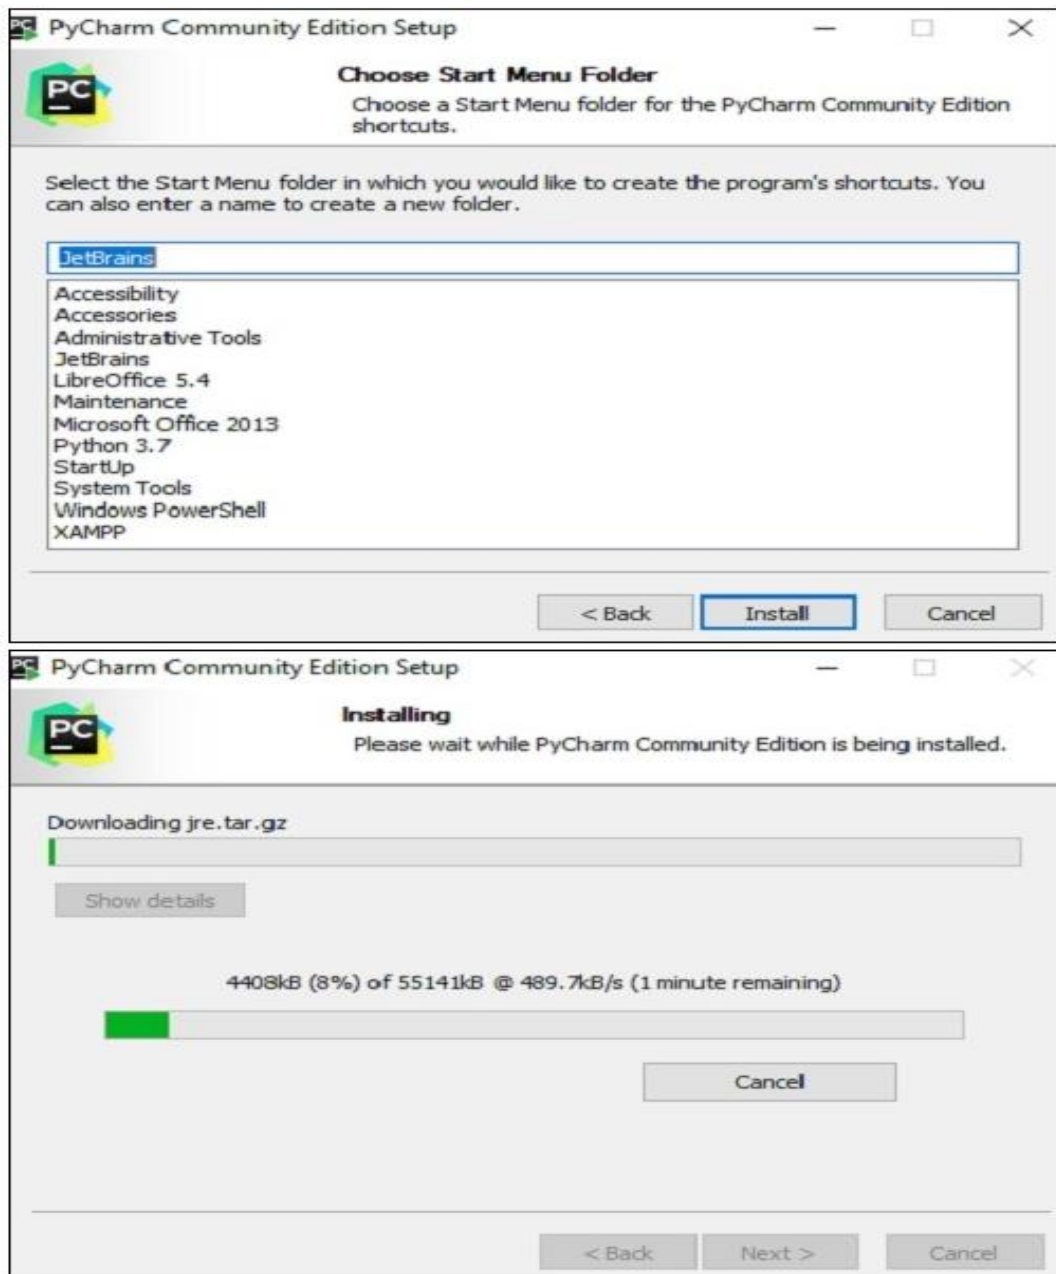 PyCharm Community Edition Setup
PC
Choose Start Menu Folder
Choose a Start Menu folder for the PyCharm Community Edition
shortcuts.
Select the Start Menu folder in which you would like to create the program's shortcuts. You
can also enter a name to create a new folder.
JetBrains
Accessibility
Accessories
Administrative Tools
JetBrains
LibreOffice 5.4
Maintenance
Microsoft Office 2013
Python 3.7
StartUp
System Tools
Windows PowerShell
XAMPP
< Back Install Cancel
PyCharm Community Edition Setup
PC
Installing
Please wait while PyCharm Community Edition is being installed.
Downloading jre.tar.gz
Show details
4408kB (8%) of 55141kB @ 489.7kB/s (1 minute remaining)
Cancel
< Back Next > Cancel